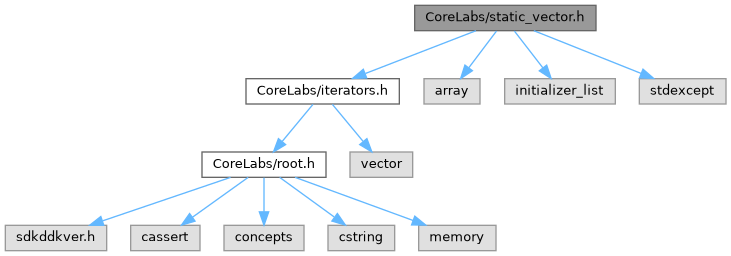 CoreLabs/static_vector.h
CoreLabs/iterators.h
array
initializer_list
stdexcept
CoreLabs/root.h
vector
sdkddkver.h
cassert
concepts
cstring
memory